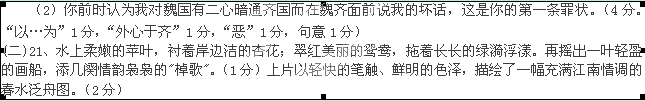 （2）你前时认为我对魏国有二心暗通齐国而在魏齐面前说我的坏话，这是你的第一条罪状。（4分。
“以…为”1分，“外心于齐”1分，“恶”1分，句意1分）
(二)21、水上柔嫩的苹叶，衬着岸边洁的杏花；翠红美丽的鸳鸯，拖着长长的绿漪浮漾。再摇出一叶轻盈
的画船，添几阕情韵袅袅的"棹歌"。（1分）上片以轻快的笔触、鲜明的色泽，描绘了一幅充满江南情调的
春水泛舟图。（2分）